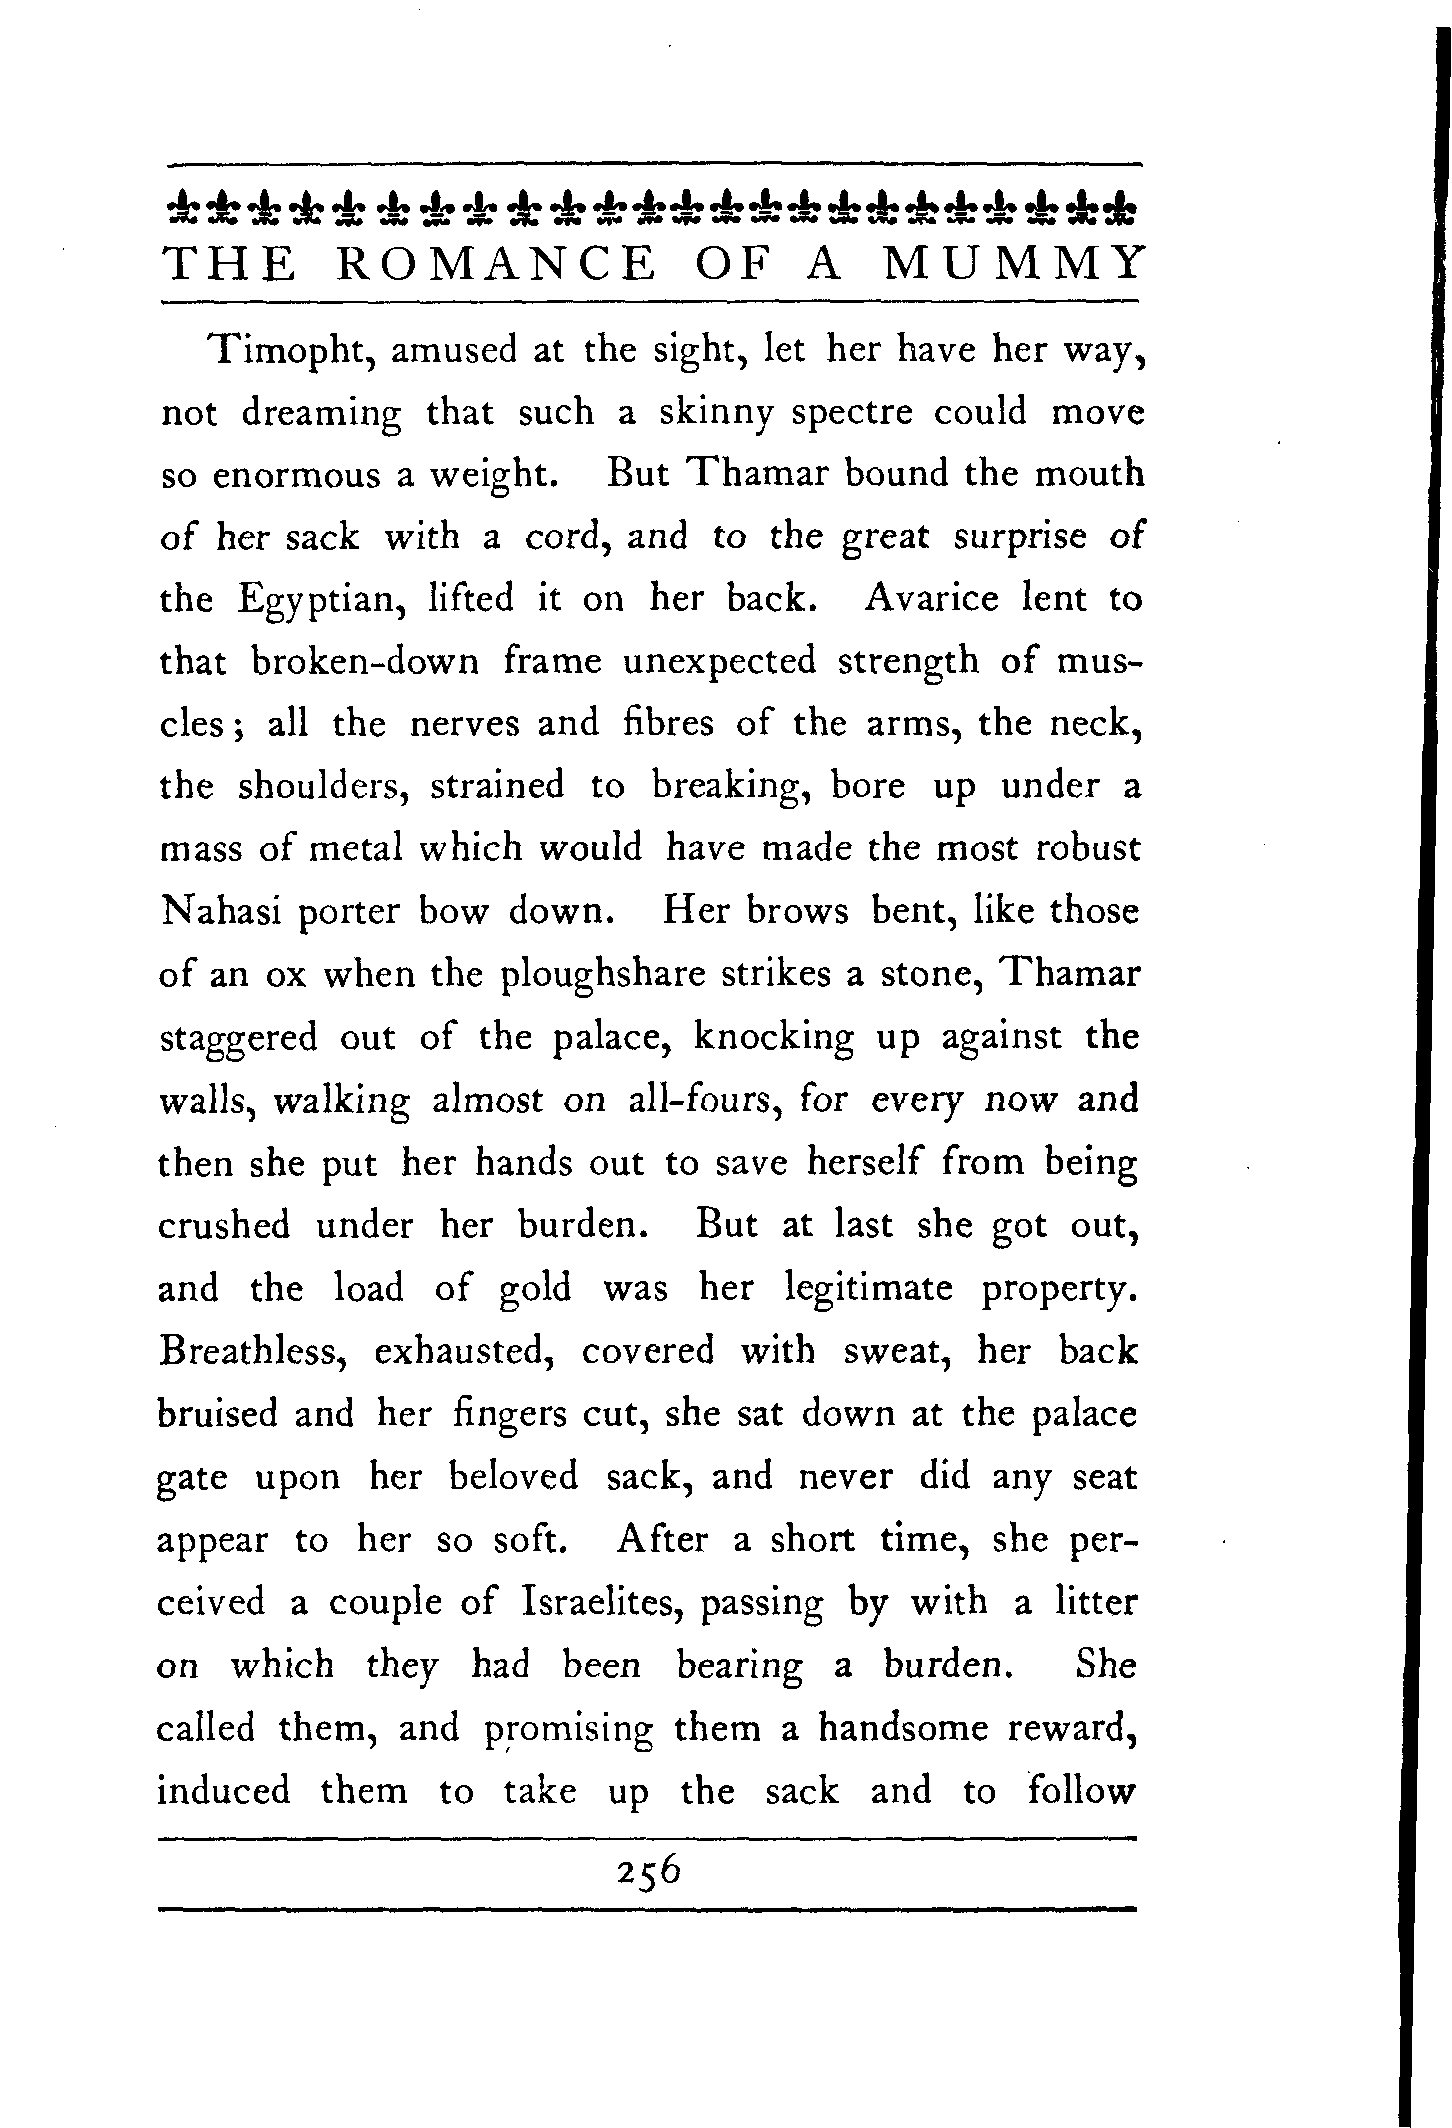 THE ROMANCE OF A MUMMY
Timopht, amused at the sight, let her have her way,
not dreaming that such a skinny spectre could move
so enormous a weight. But Thamar bound the mouth
of her sack with a cord, and to the great surprise of
the Egyptian, lifted it on her back. Avarice lent to
that broken-down frame unexpected strength of mus-
cles; all the nerves and fibres of the arms, the neck,
the shoulders, strained to breaking, bore up under a
mass of metal which would have made the most robust
Nahasi porter bow down. Her brows bent, like those
of an ox when the ploughshare strikes a stone, Thamar
staggered out of the palace, knocking up against the
walls, walking almost on all-fours, for every now and
then she put her hands out to save herself from being
crushed under her burden. But at last she got out,
and the load of gold was her legitimate property.
Breathless, exhausted, covered with sweat, her back
bruised and her fingers cut, she sat down at the palace
gate upon her beloved sack, and never did any seat
appear to her so soft. After a short time, she per-
ceived a couple of Israelites, passing by with a litter
on which they had been bearing a burden. She
called them, and promising them a handsome reward,
induced them to take up the sack and to follow
256